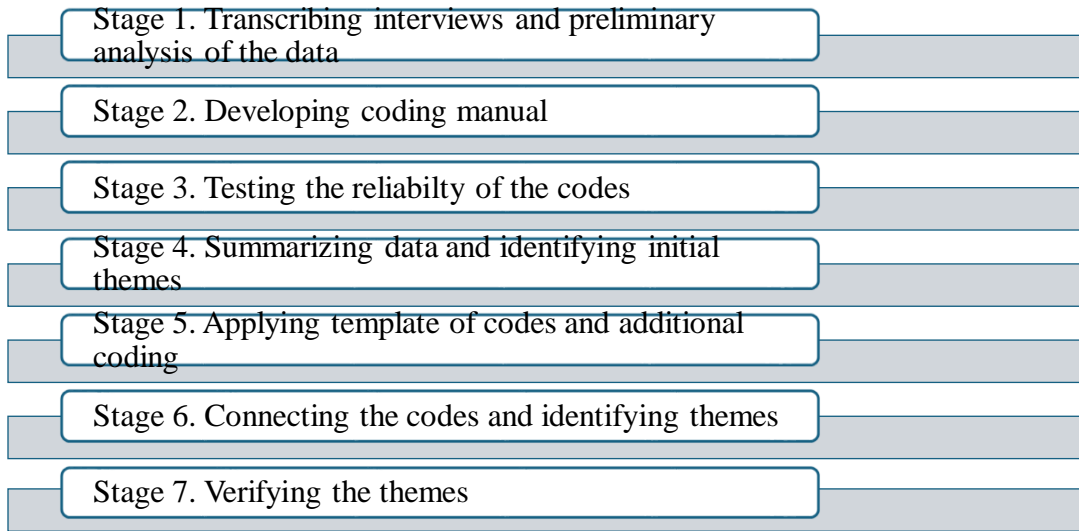 Stage 1. Transcribing interviews and preliminary
analysis of the data
Stage 2. Developing coding manual
Stage 3. Testing the reliabilty of the codes
Stage 4. Summarizing data and identifying initial
themes
Stage 5. Applying template of codes and additional
coding
Stage 6. Connecting the codes and identifying themes
Stage 7. Verifying the themes